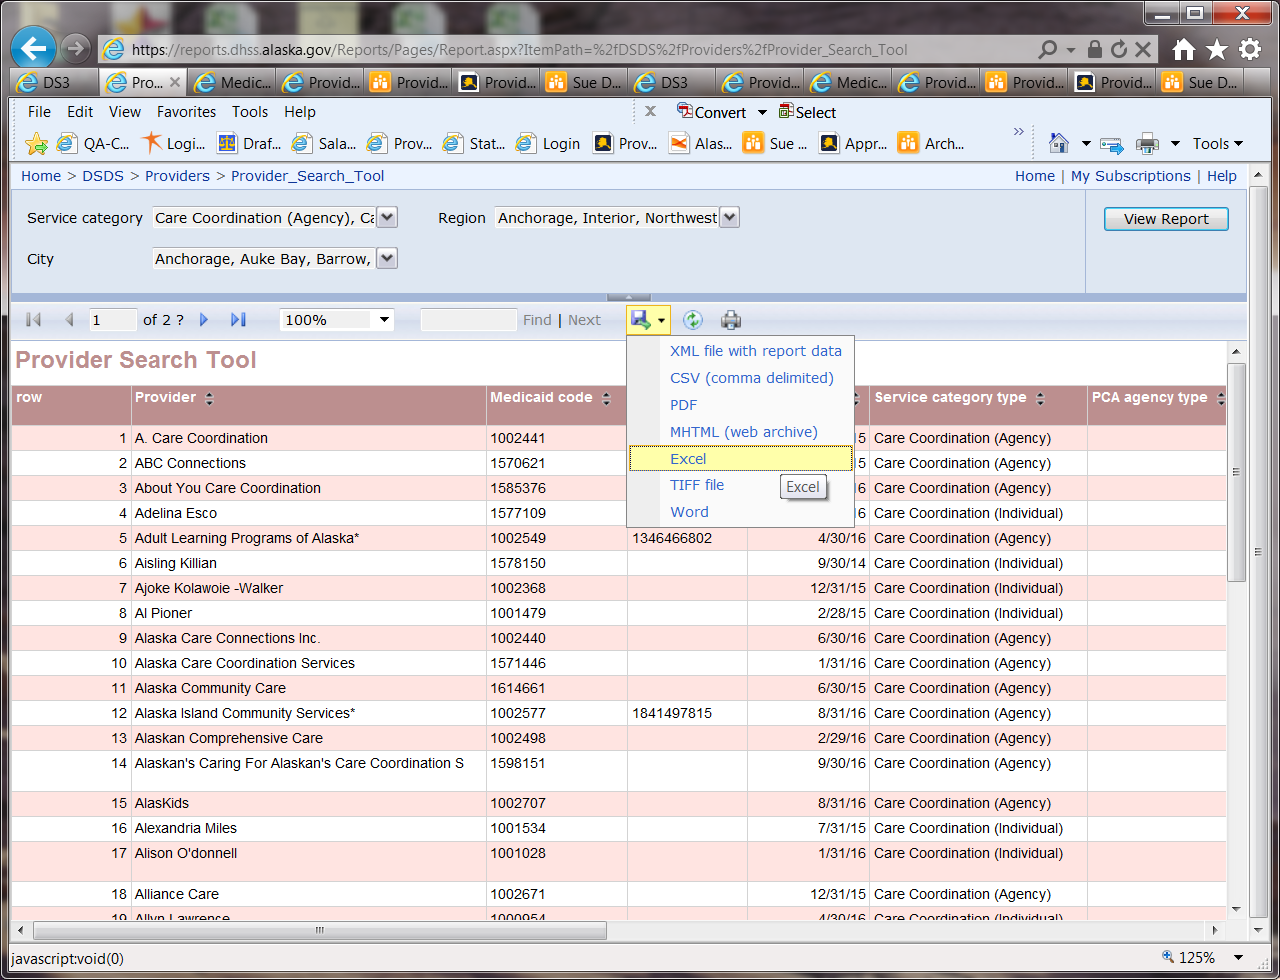 https://reports.dhss.alaska.gov/Reports/Pages/Report.aspx?ItemPath=%2fDSDS%2fProviders%2fProvider_Search_Tool
DS3 Pro... Medic... Provid... Provid... Provid... Sue D... DS3 Provid... Medic... Provid... Provid... Provid... Sue D...
File Edit View Favorites Tools Help Convert Select
QA-C... Logi... Draf... Sala... Prov... Stat... Login Prov... Alas... Sue ... Appr... Arch... Tools
Home > DSDS > Providers > Provider_Search_Tool Home | My Subscriptions | Help
Service category Care Coordination (Agency), Ca Region Anchorage, Interior, Northwest View Report
City Anchorage, Auke Bay, Barrow,
1 of 2 ? 100% Find | Next
XML file with report data
CSV (comma delimited)
PDF
MHTML (web archive)
Excel
TIFF file Excel
Word
Provider Search Tool
row Provider Medicaid code Service category type PCA agency type
1 A. Care Coordination 1002441 15 Care Coordination (Agency)
2 ABC Connections 1570621 15 Care Coordination (Agency)
3 About You Care Coordination 1585376 16 Care Coordination (Agency)
4 Adelina Esco 1577109 16 Care Coordination (Individual)
5 Adult Learning Programs of Alaska* 1002549 1346466802 4/30/16 Care Coordination (Agency)
6 Aisling Killian 1578150 9/30/14 Care Coordination (Individual)
7 Ajoke Kolawoie -Walker 1002368 12/31/15 Care Coordination (Individual)
8 Al Pioner 1001479 2/28/15 Care Coordination (Individual)
9 Alaska Care Connections Inc. 1002440 6/30/16 Care Coordination (Agency)
10 Alaska Care Coordination Services 1571446 1/31/16 Care Coordination (Agency)
11 Alaska Community Care 1614661 6/30/15 Care Coordination (Agency)
12 Alaska Island Community Services* 1002577 1841497815 8/31/16 Care Coordination (Agency)
13 Alaskan Comprehensive Care 1002498 2/29/16 Care Coordination (Agency)
14 Alaskan's Caring For Alaskan's Care Coordination S 1598151 9/30/16 Care Coordination (Agency)
15 AlasKids 1002707 8/31/16 Care Coordination (Agency)
16 Alexandria Miles 1001534 7/31/15 Care Coordination (Individual)
17 Alison O'donnell 1001028 1/31/16 Care Coordination (Individual)
18 Alliance Care 1002671 12/31/15 Care Coordination (Agency)
19 Allyn Lawrence 1000954 4/30/16 Care Coordination (Individual)
javascript:void(0) 125%